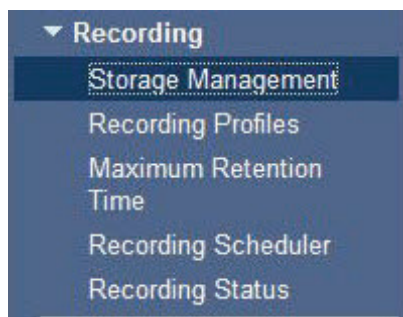 Recording
Storage Management
Recording Profiles
Maximum Retention
Time
Recording Scheduler
Recording Status